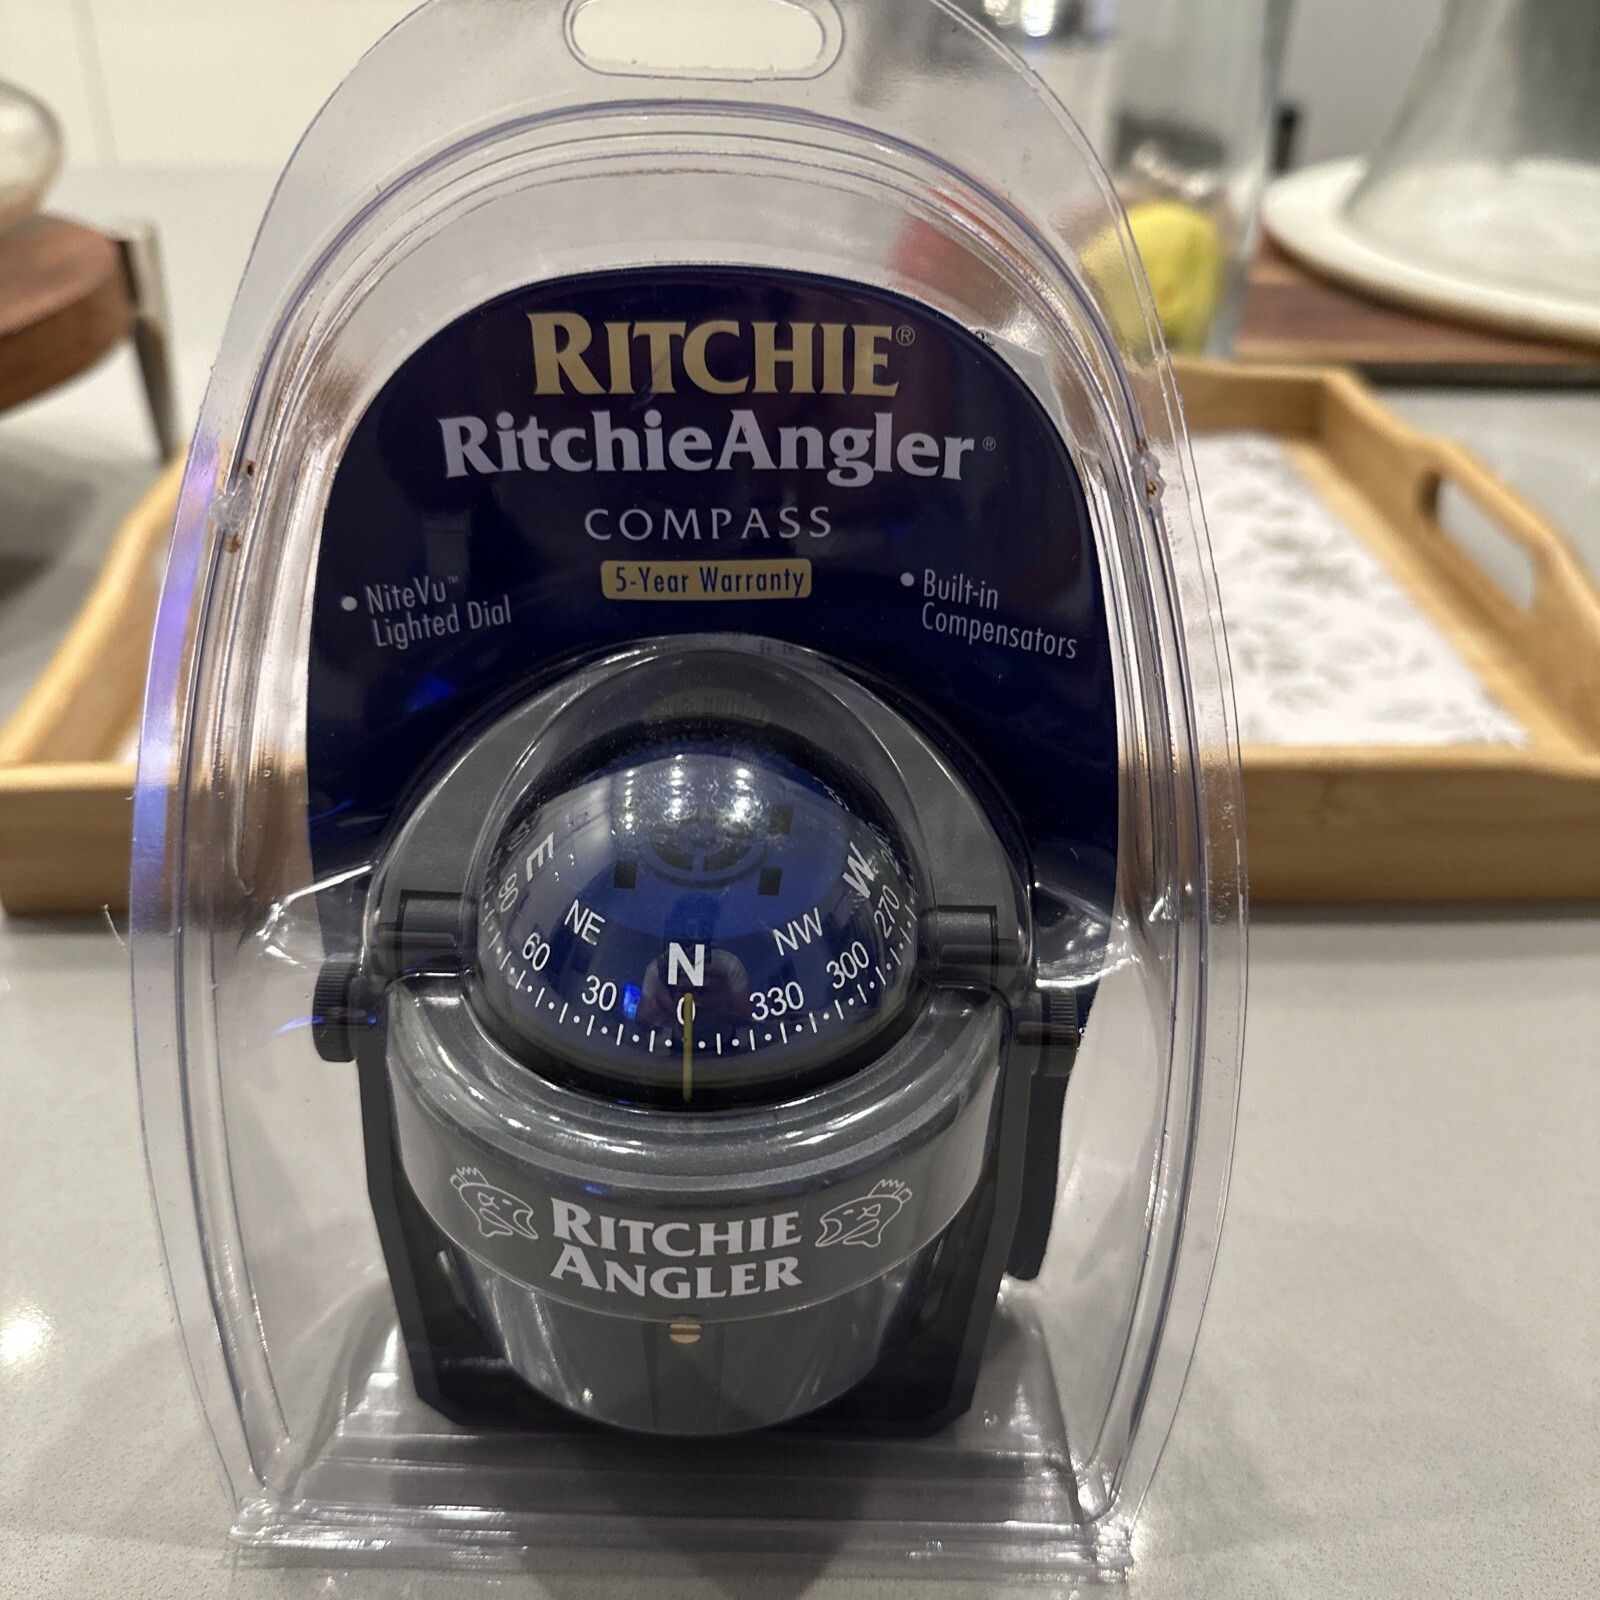 RITCHIE®
RitchieAngler®
COMPASS
5-Year Warranty
• NiteVu™
Lighted Dial
• Built-in
Compensators
E
W
NE
NW
N
60
30
0
330
300
270
RITCHIE
ANGLER